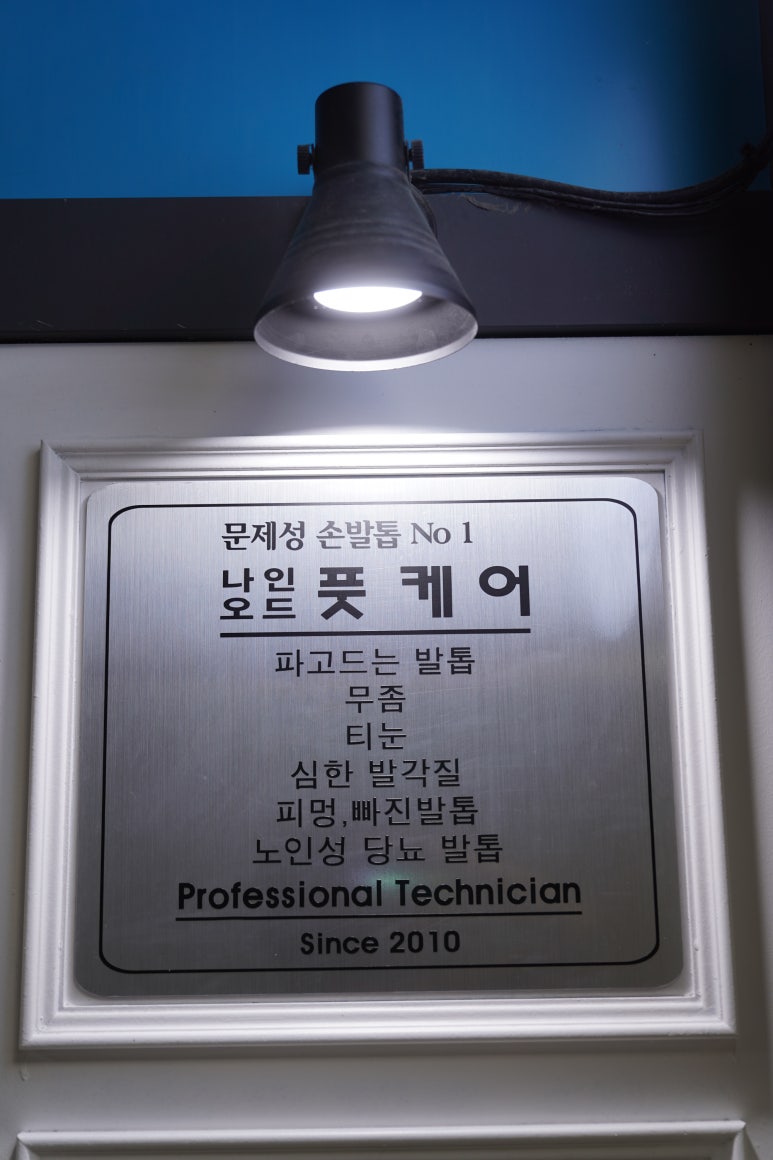 문제성 손발톱 No 1
나인오드 풋케어
파고드는 발톱
무좀
티눈
심한 발각질
피멍,빠진발톱
노인성 당뇨 발톱
Professional Technician
Since 2010